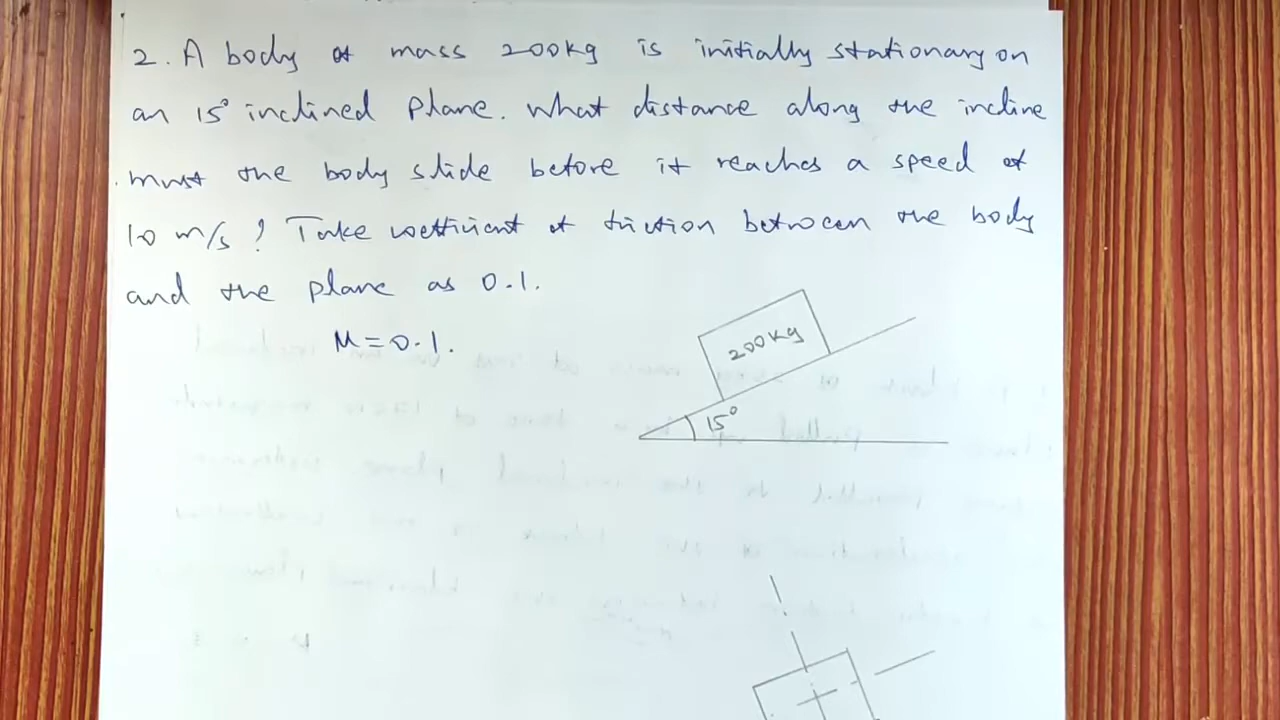 2. A body of mass 200kg is initially stationary on
an 15° inclined plane. What distance along the incline
must the body slide before it reaches a speed of
10 m/s? Take coefficient of friction between the body
and the plane as 0.1.
M=0.1.
200kg
15°